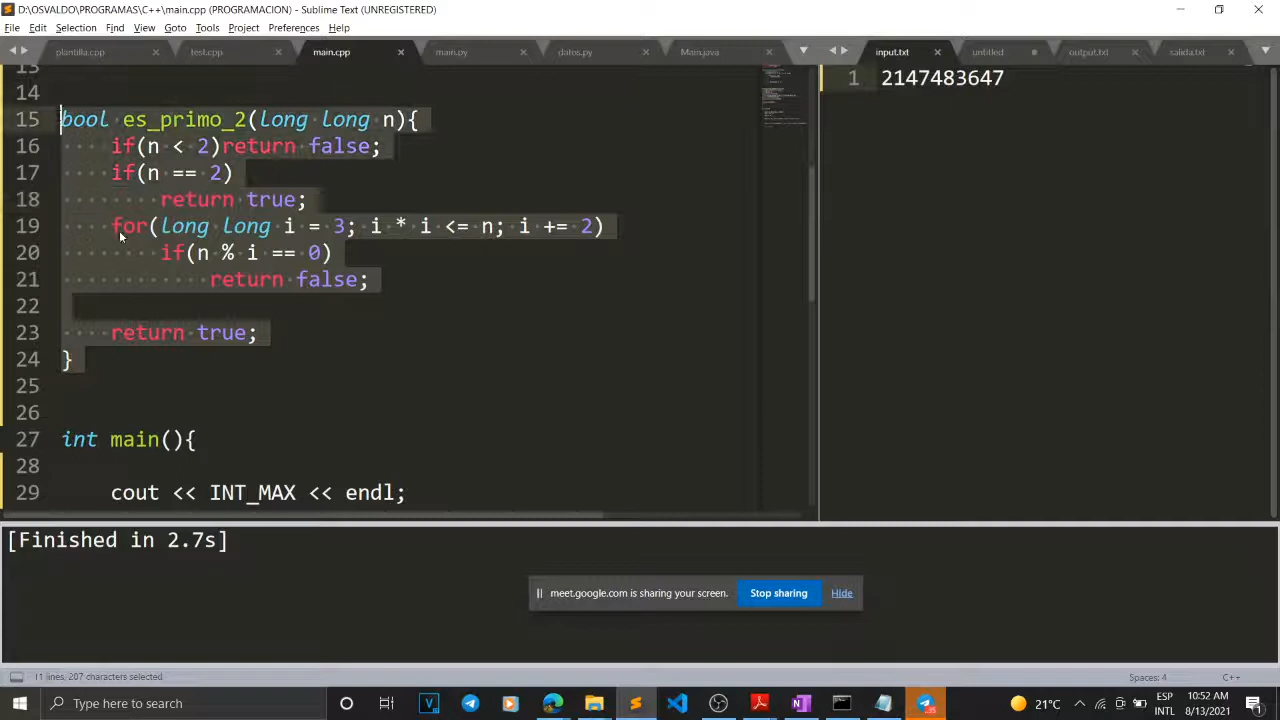 D:\OSVALDO\PROGRAMAS\C++\main.cpp (PROGRAMACION) - Sublime Text (UNREGISTERED)
File Edit Selection Find View Goto Tools Project Preferences Help
plantilla.cpp test.cpp main.cpp main.py datos.py Main.java input.txt untitled output.txt salida.txt
13
1 2147483647
14
15 bool es_primo_2(long long n){
16 if(n < 2)return false;
17 if(n == 2)
18 return true;
19 for(long long i = 3; i * i <= n; i += 2)
20 if(n % i == 0)
21 return false;
22
23 return true;
24 }
25
26
27 int main(){
28
29 cout << INT_MAX << endl;
[Finished in 2.7s]
meet.google.com is sharing your screen. Stop sharing Hide
11 lines, 207 characters selected Spaces: 4 C++
Type here to search
21°C
ESP
INTL
10:52 AM
8/13/2021